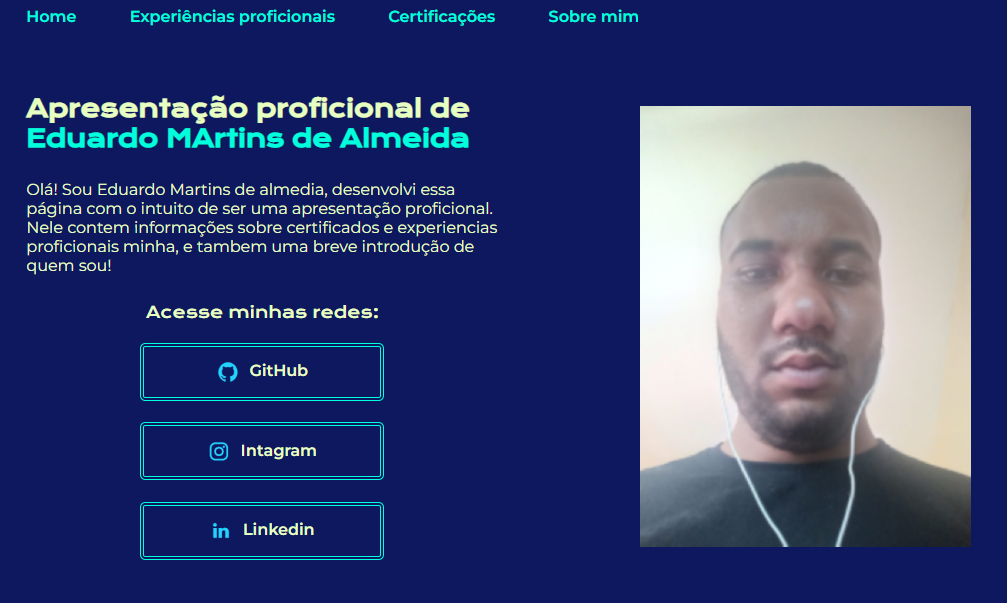 Home Experiências proficionais Certificações Sobre mim
Apresentação proficional de
Eduardo MArtins de Almeida
Olá! Sou Eduardo Martins de almedia, desenvolvi essa
página com o intuito de ser uma apresentação proficional.
Nele contem informações sobre certificados e experiencias
proficionais minha, e tambem uma breve introdução de
quem sou!
Acesse minhas redes:
GitHub
Intagram
Linkedin